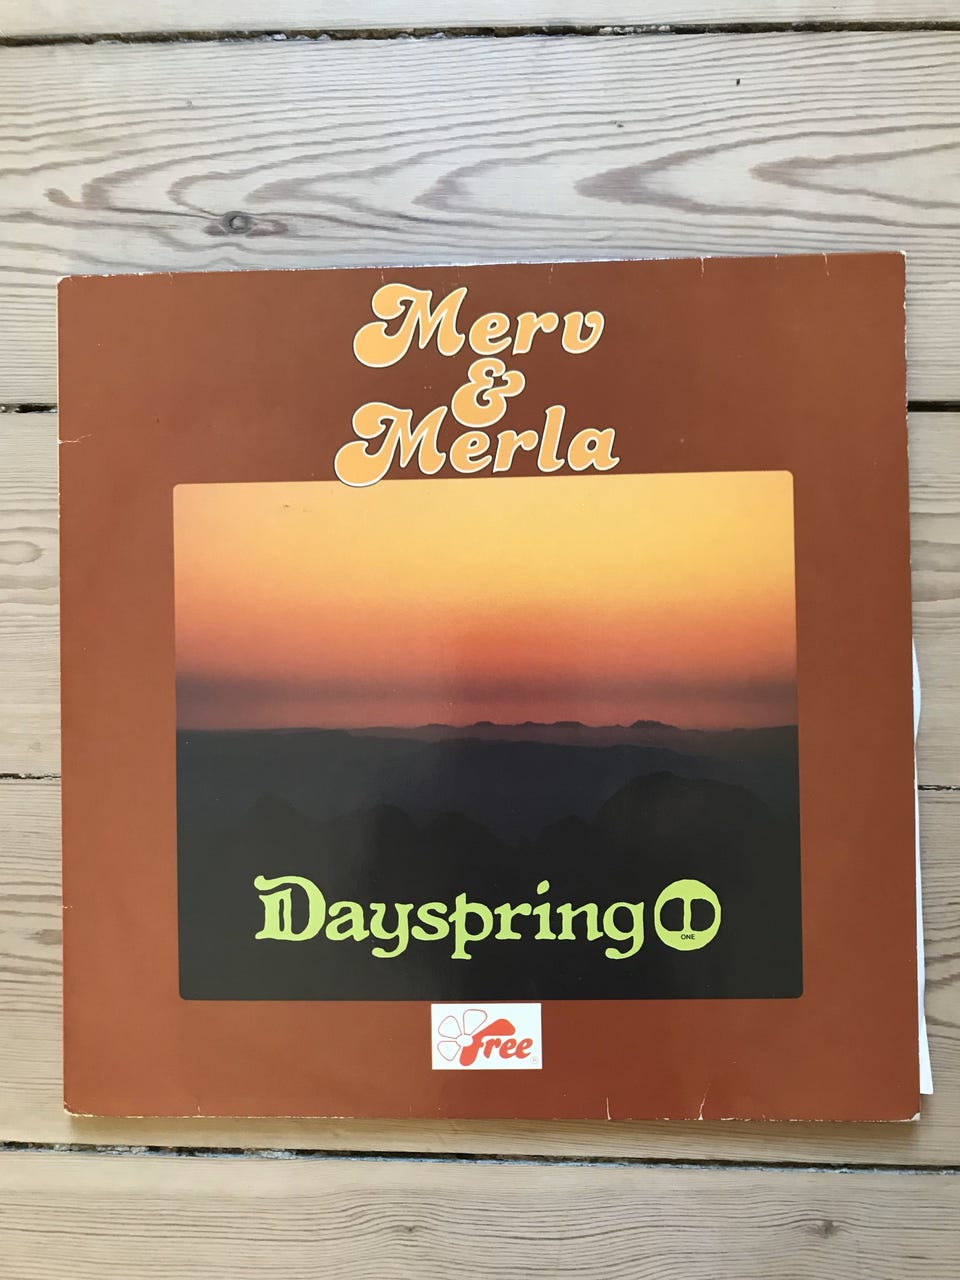 Merv
&
Merla
Dayspring
ONE
Free